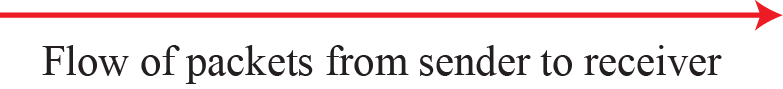 Flow of packets from sender to receiver